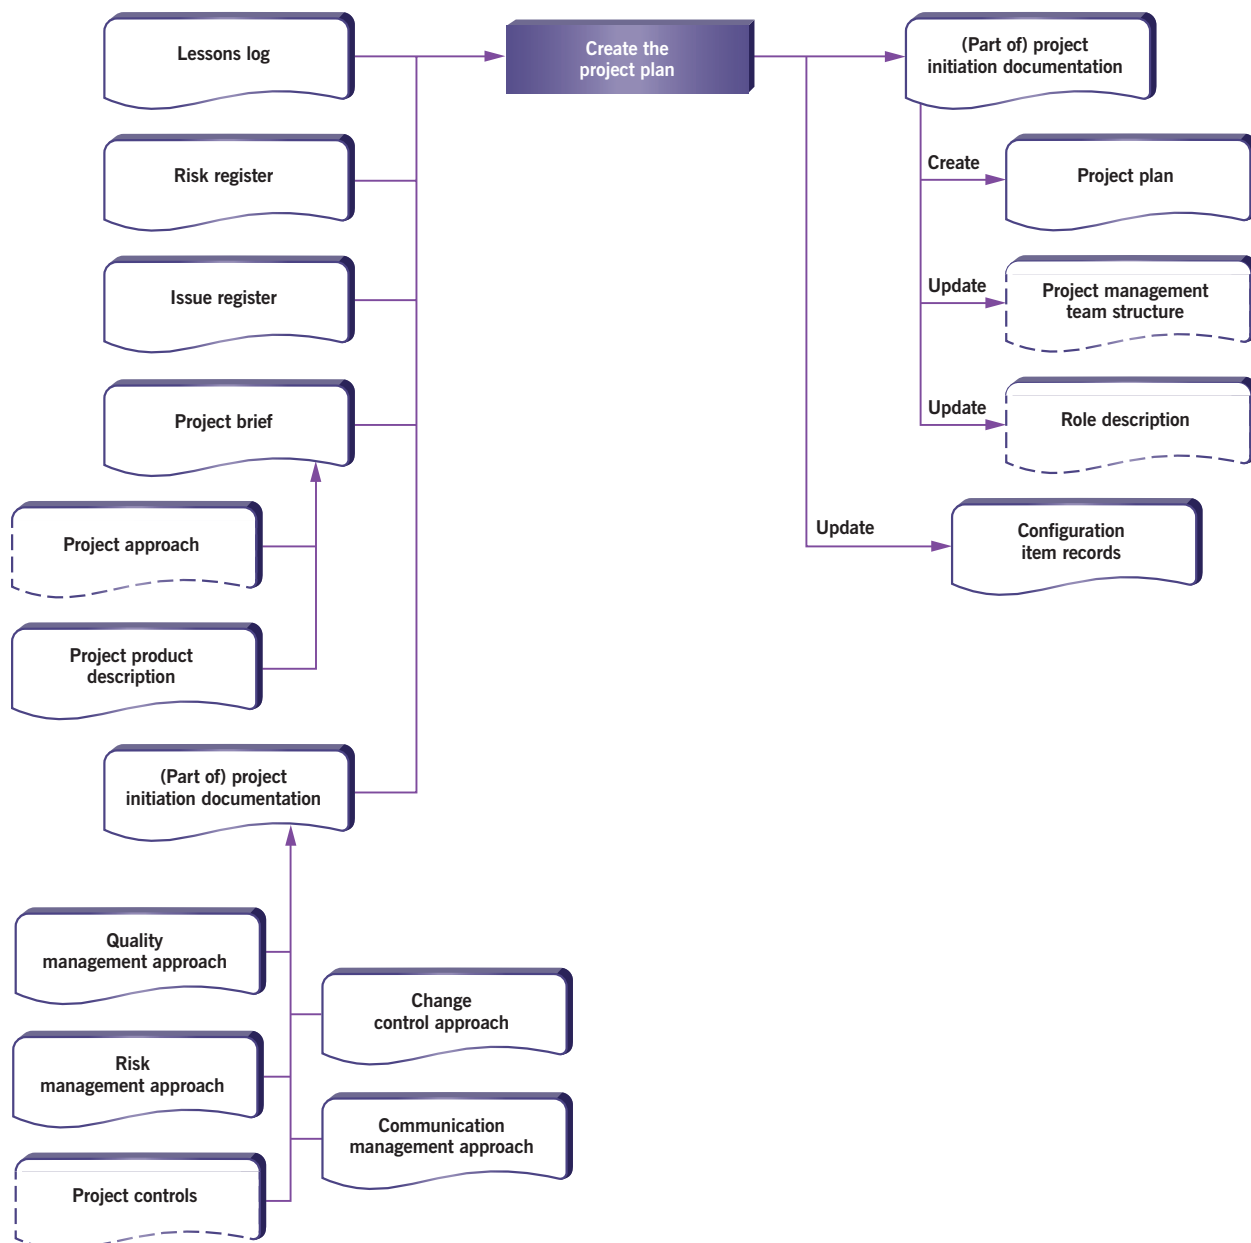 Lessons log
Create the
project plan
(Part of) project
initiation documentation
Risk register
Create
Project plan
Issue register
Update
Project management
team structure
Project brief
Update
Role description
Project approach
Update
Configuration
item records
Project product
description
(Part of) project
initiation documentation
Quality
management approach
Change
control approach
Risk
management approach
Communication
management approach
Project controls